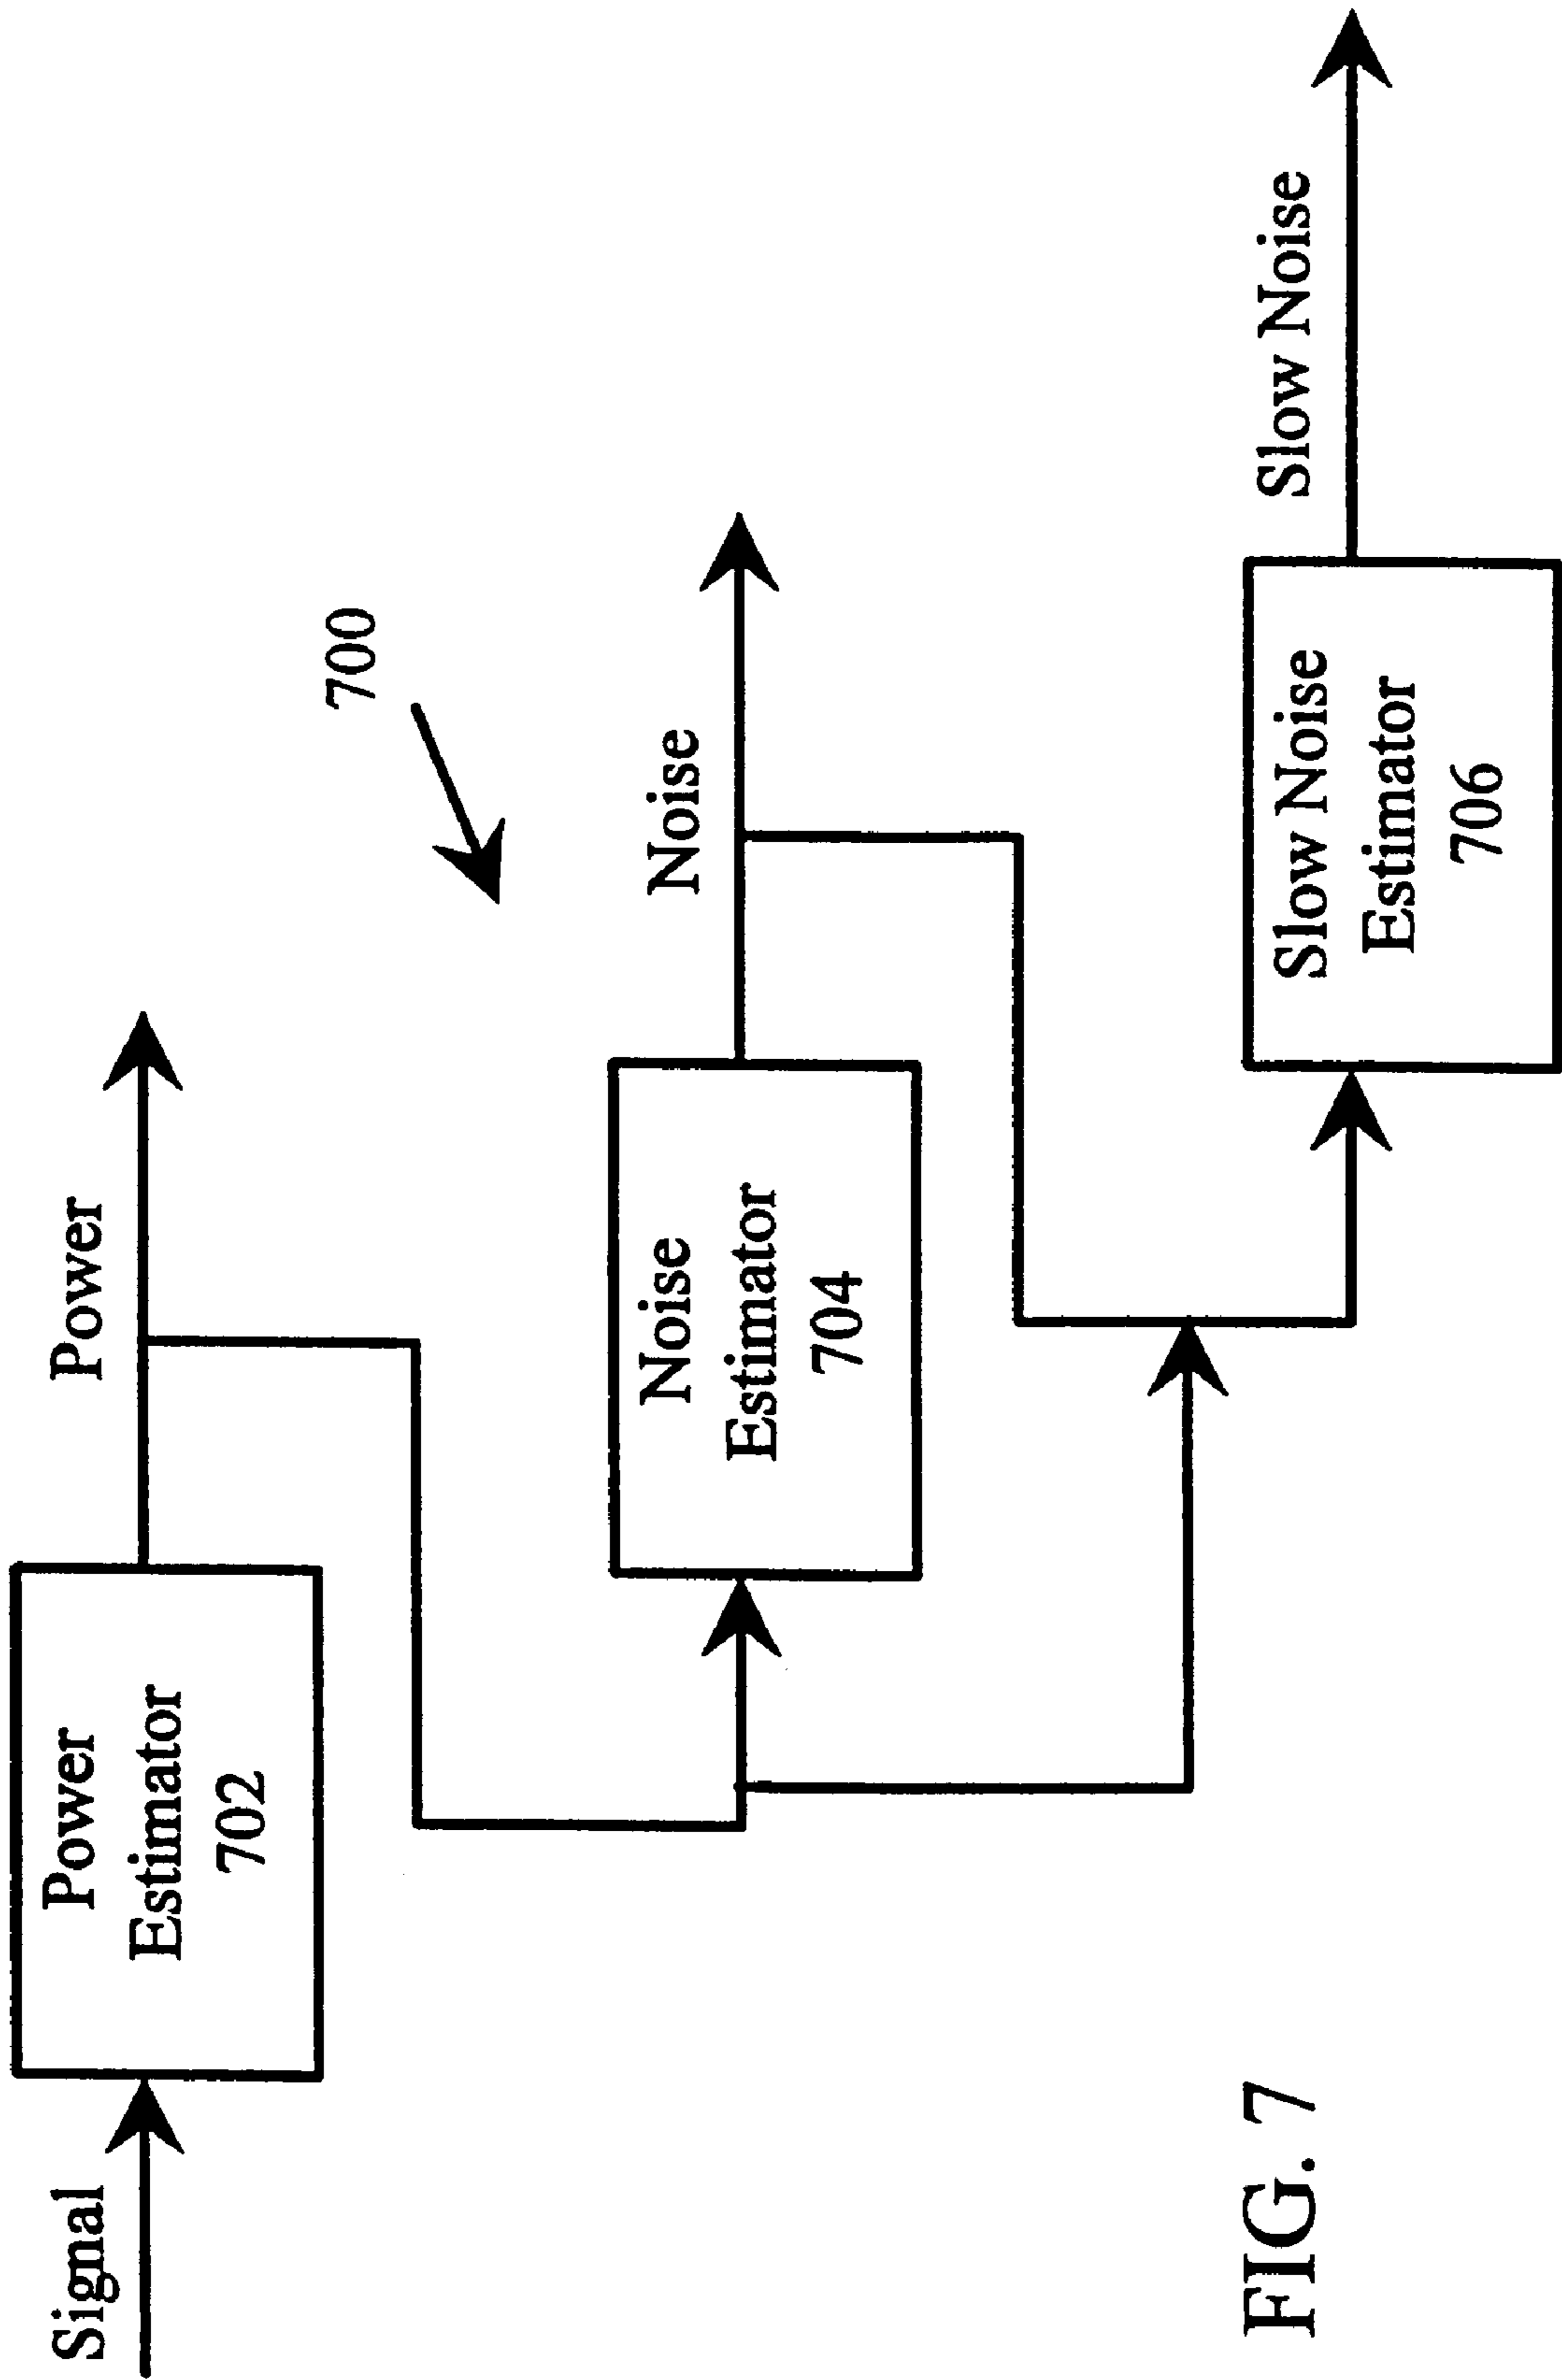 Signal
Power
Estimator
702
Power
700
Noise
Estimator
704
Noise
Slow Noise
Estimator
706
Slow Noise
FIG. 7